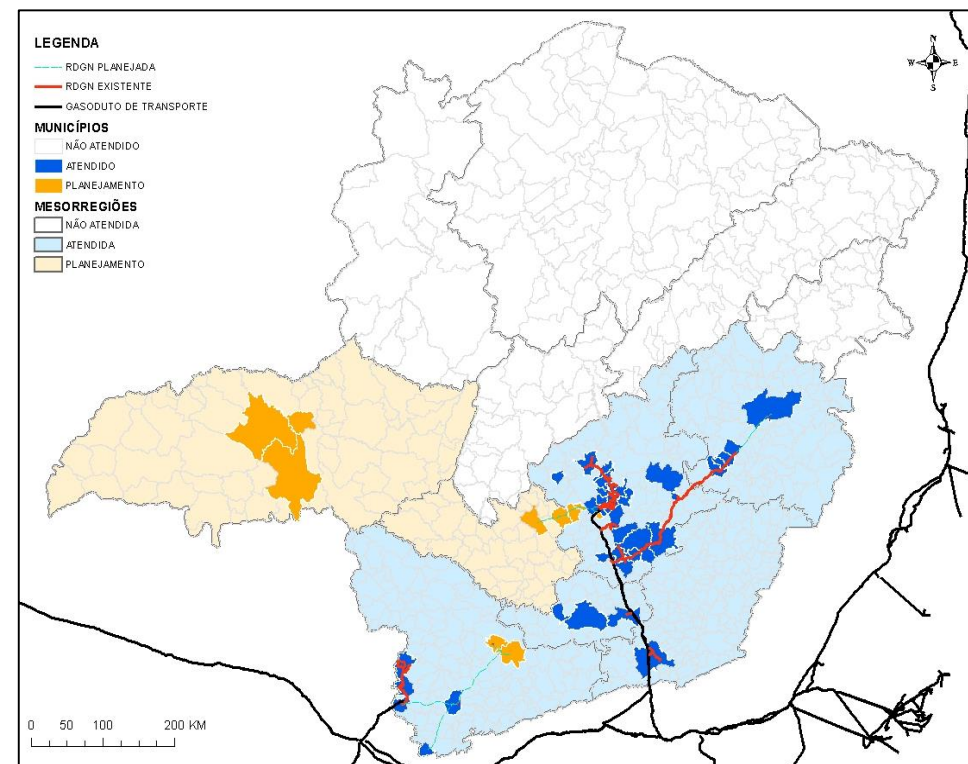 LEGENDA
RDGN PLANEJADA
RDGN EXISTENTE
GASODUTO DE TRANSPORTE
MUNICÍPIOS
NÃO ATENDIDO
ATENDIDO
PLANEJAMENTO
MESORREGIÕES
NÃO ATENDIDA
ATENDIDA
PLANEJAMENTO
N
W E
S
0 50 100 200 KM